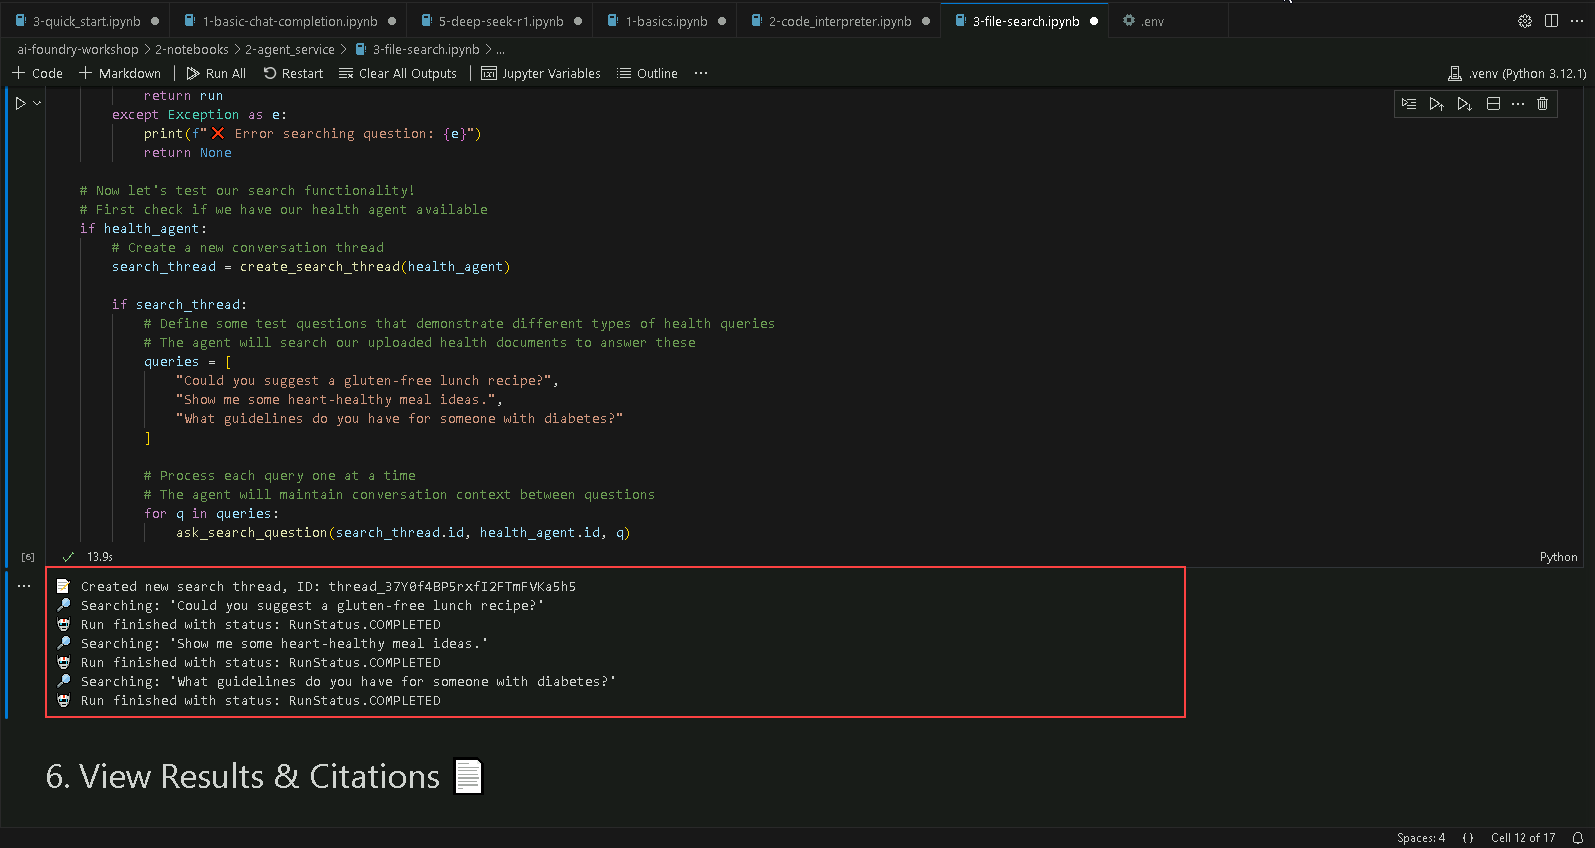 3-quick_start.ipynb ● 1-basic-chat-completion.ipynb ● 5-deep-seek-r1.ipynb ● 1-basics.ipynb ● 2-code_interpreter.ipynb ● 3-file-search.ipynb ● .env
ai-foundry-workshop > 2-notebooks > 2-agent_service > 3-file-search.ipynb > ...
+ Code + Markdown | Run All Restart Clear All Outputs | Jupyter Variables Outline ... .venv (Python 3.12.1)
return run
except Exception as e:
print(f"❌ Error searching question: {e}")
return None
# Now let's test our search functionality!
# First check if we have our health agent available
if health_agent:
# Create a new conversation thread
search_thread = create_search_thread(health_agent)
if search_thread:
# Define some test questions that demonstrate different types of health queries
# The agent will search our uploaded health documents to answer these
queries = [
"Could you suggest a gluten-free lunch recipe?",
"Show me some heart-healthy meal ideas.",
"What guidelines do you have for someone with diabetes?"
]
# Process each query one at a time
# The agent will maintain conversation context between questions
for q in queries:
ask_search_question(search_thread.id, health_agent.id, q)
[6] ✓ 13.9s Python
📝 Created new search thread, ID: thread_37Y0f4BP5rxfI2FTmFVKa5h5
🔎 Searching: 'Could you suggest a gluten-free lunch recipe?'
🤖 Run finished with status: RunStatus.COMPLETED
🔎 Searching: 'Show me some heart-healthy meal ideas.'
🤖 Run finished with status: RunStatus.COMPLETED
🔎 Searching: 'What guidelines do you have for someone with diabetes?'
🤖 Run finished with status: RunStatus.COMPLETED
6. View Results & Citations 📄
Spaces: 4 {} Cell 12 of 17